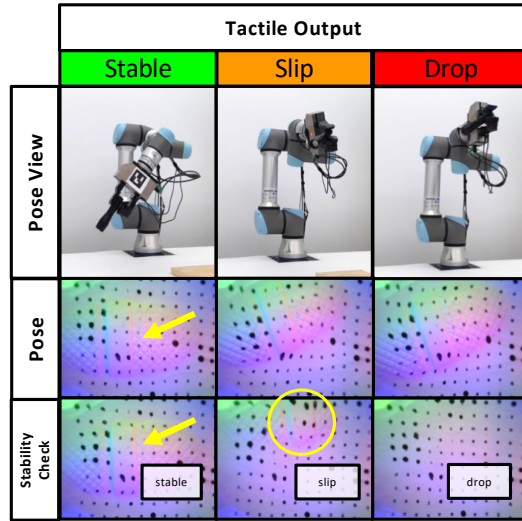 Tactile Output
Stable
Slip
Drop
Pose View
Pose
Stability
Check
stable
slip
drop